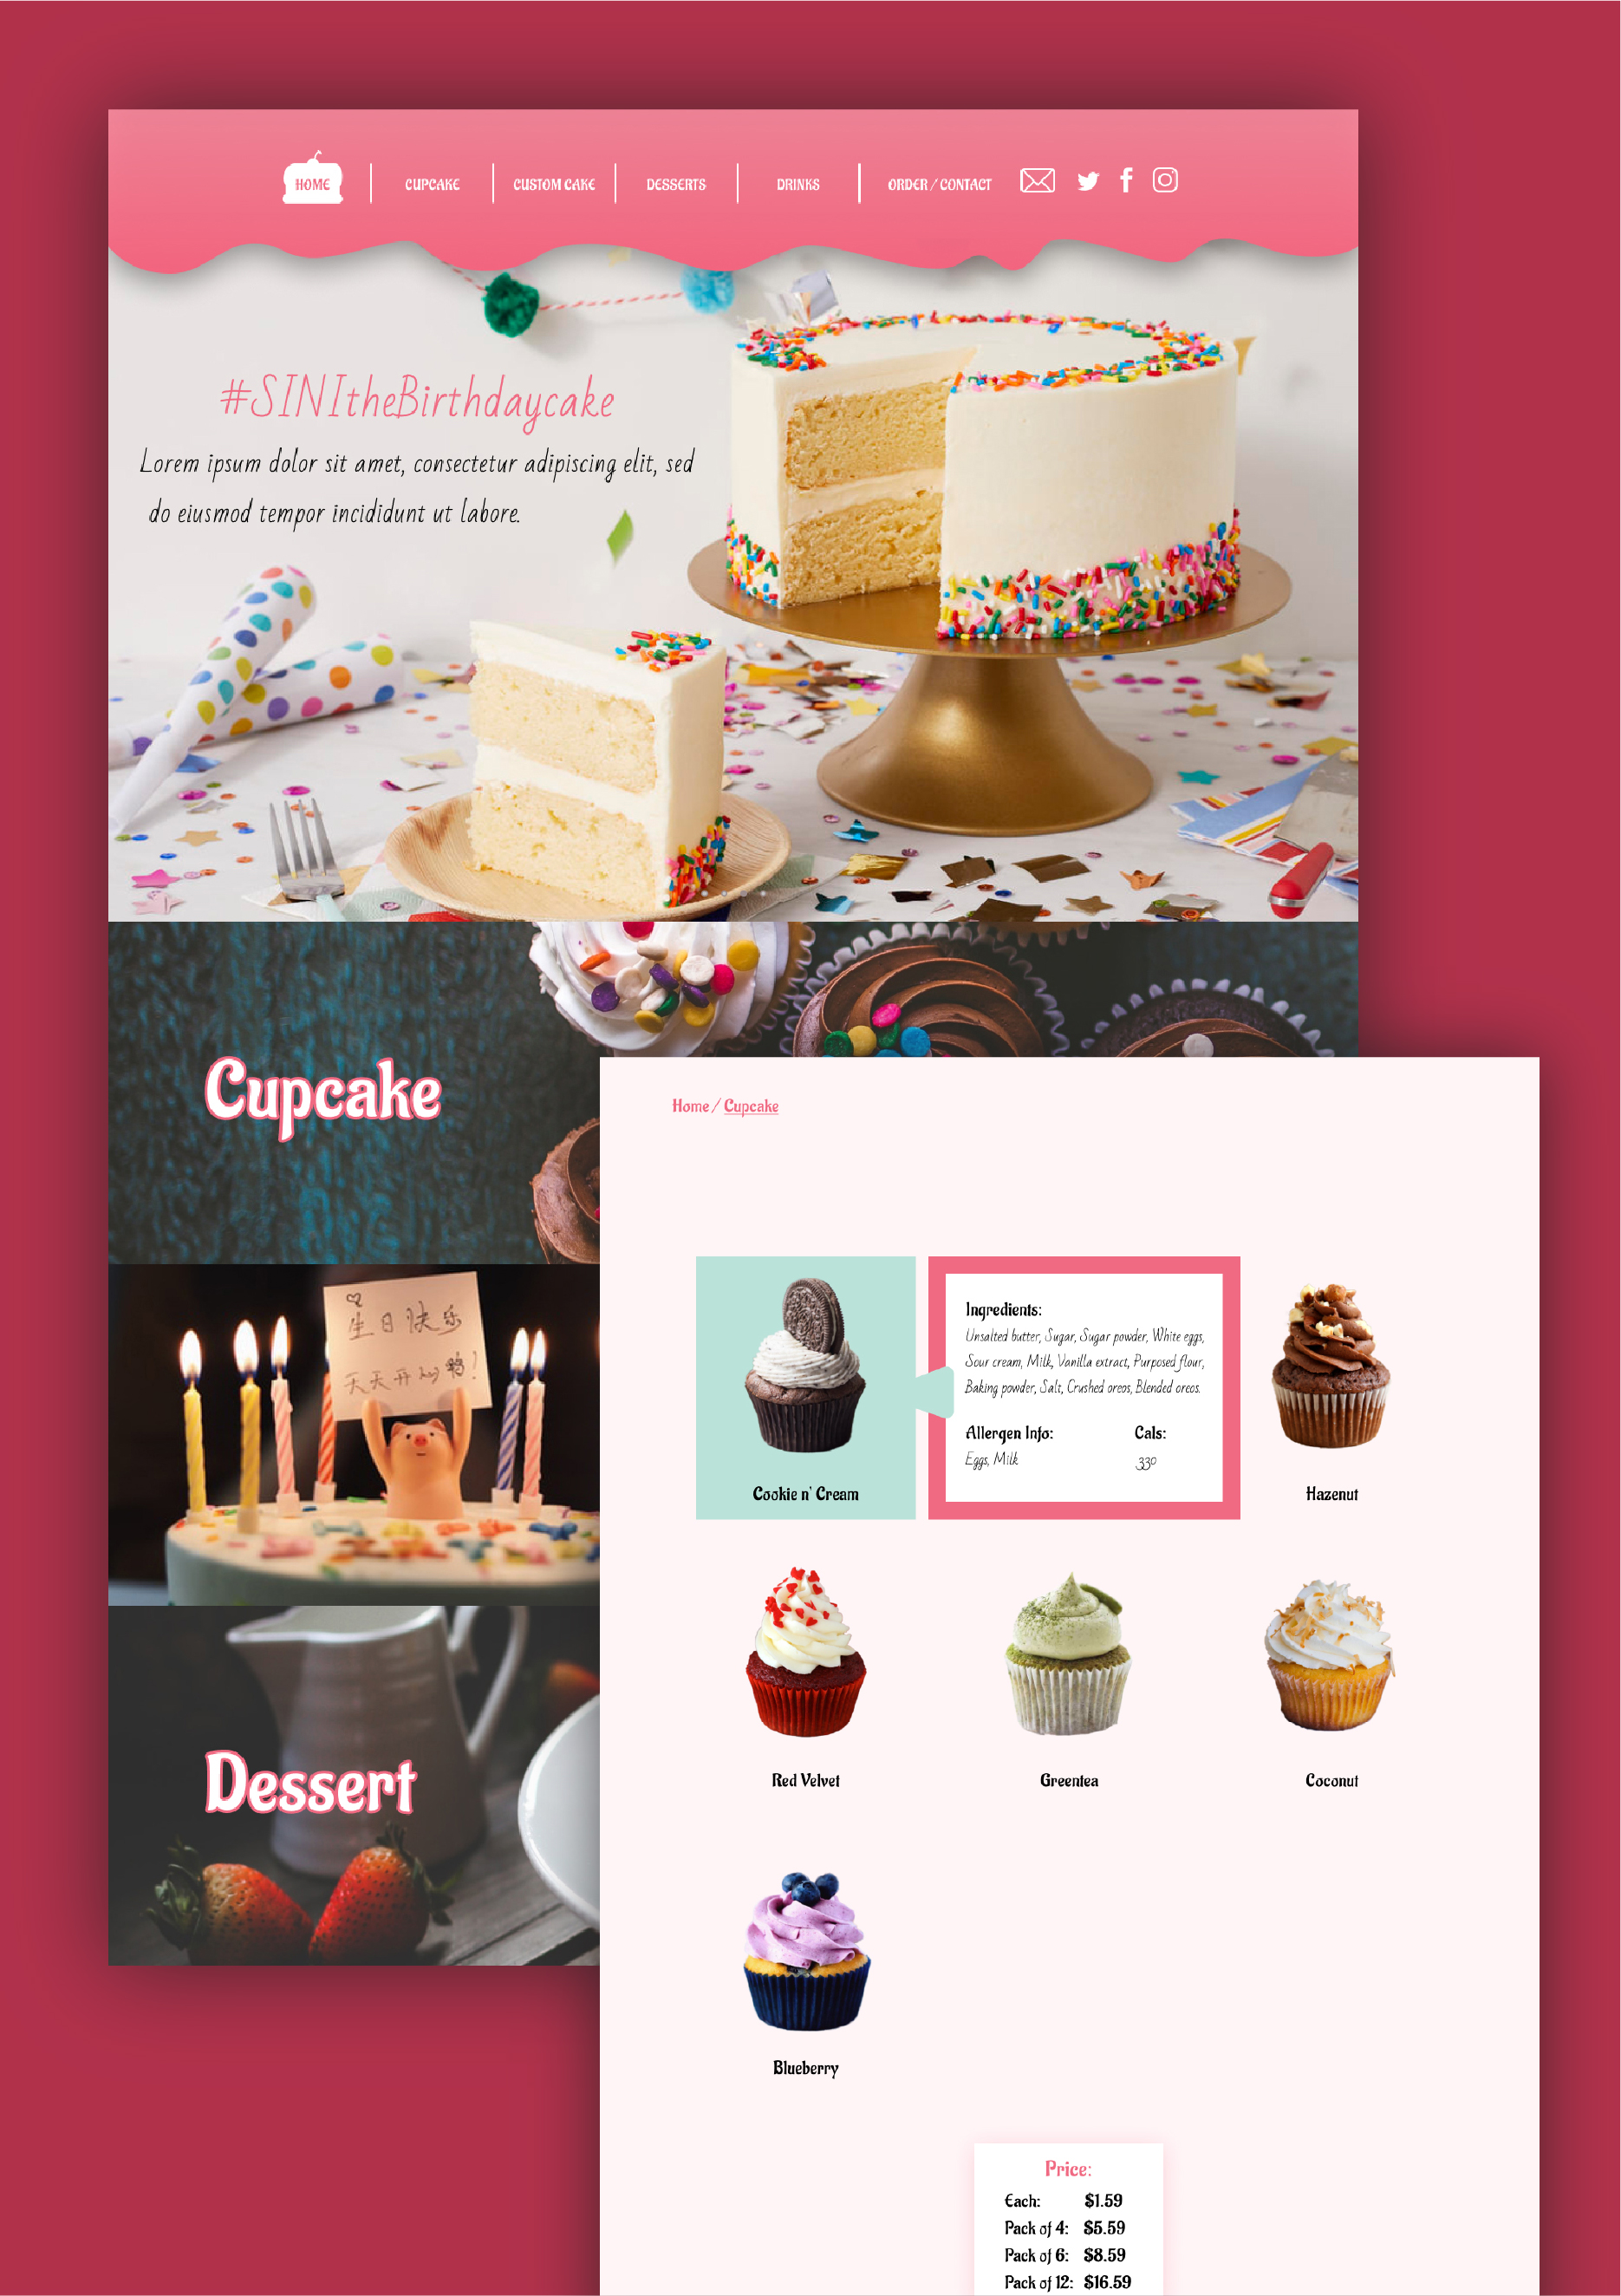 HOME
CUPCAKE
CUSTOM CAKE
DESSERTS
DRINKS
ORDER / CONTACT
#SINItheBirthdaycake
Lorem ipsum dolor sit amet, consectetur adipiscing elit, sed
do eiusmod tempor incididunt ut labore.
Cupcake
生日快乐
天天开心哟!
Dessert
Home / Cupcake
Ingredients:
Unsalted butter, Sugar, Sugar powder, White eggs,
Sour cream, Milk, Vanilla extract, Purposed flour,
Baking powder, Salt, Crushed oreos, Blended oreos.
Allergen Info:
Cals:
Eggs, Milk
330
Cookie n' Cream
Hazenut
Red Velvet
Greentea
Coconut
Blueberry
Price:
Each: $1.59
Pack of 4: $5.59
Pack of 6: $8.59
Pack of 12: $16.59